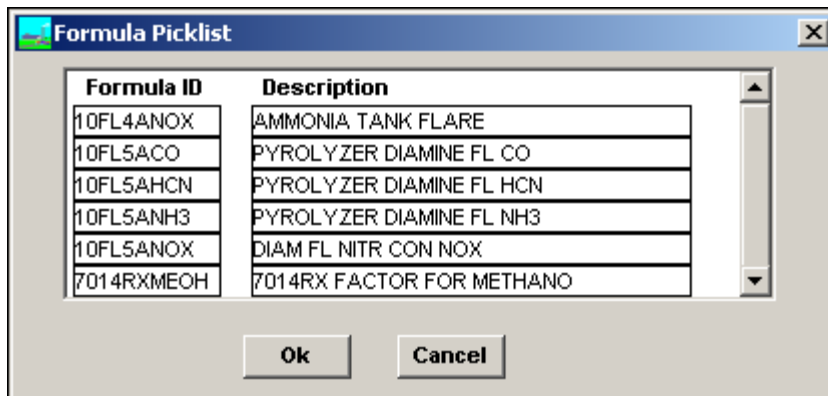 Formula Picklist
Formula ID Description
10FL4ANOX AMMONIA TANK FLARE
10FL5ACO PYROLYZER DIAMINE FL CO
10FL5AHCN PYROLYZER DIAMINE FL HCN
10FL5ANH3 PYROLYZER DIAMINE FL NH3
10FL5ANOX DIAM FL NITR CON NOX
7014RXMEOH 7014RX FACTOR FOR METHANO
Ok Cancel